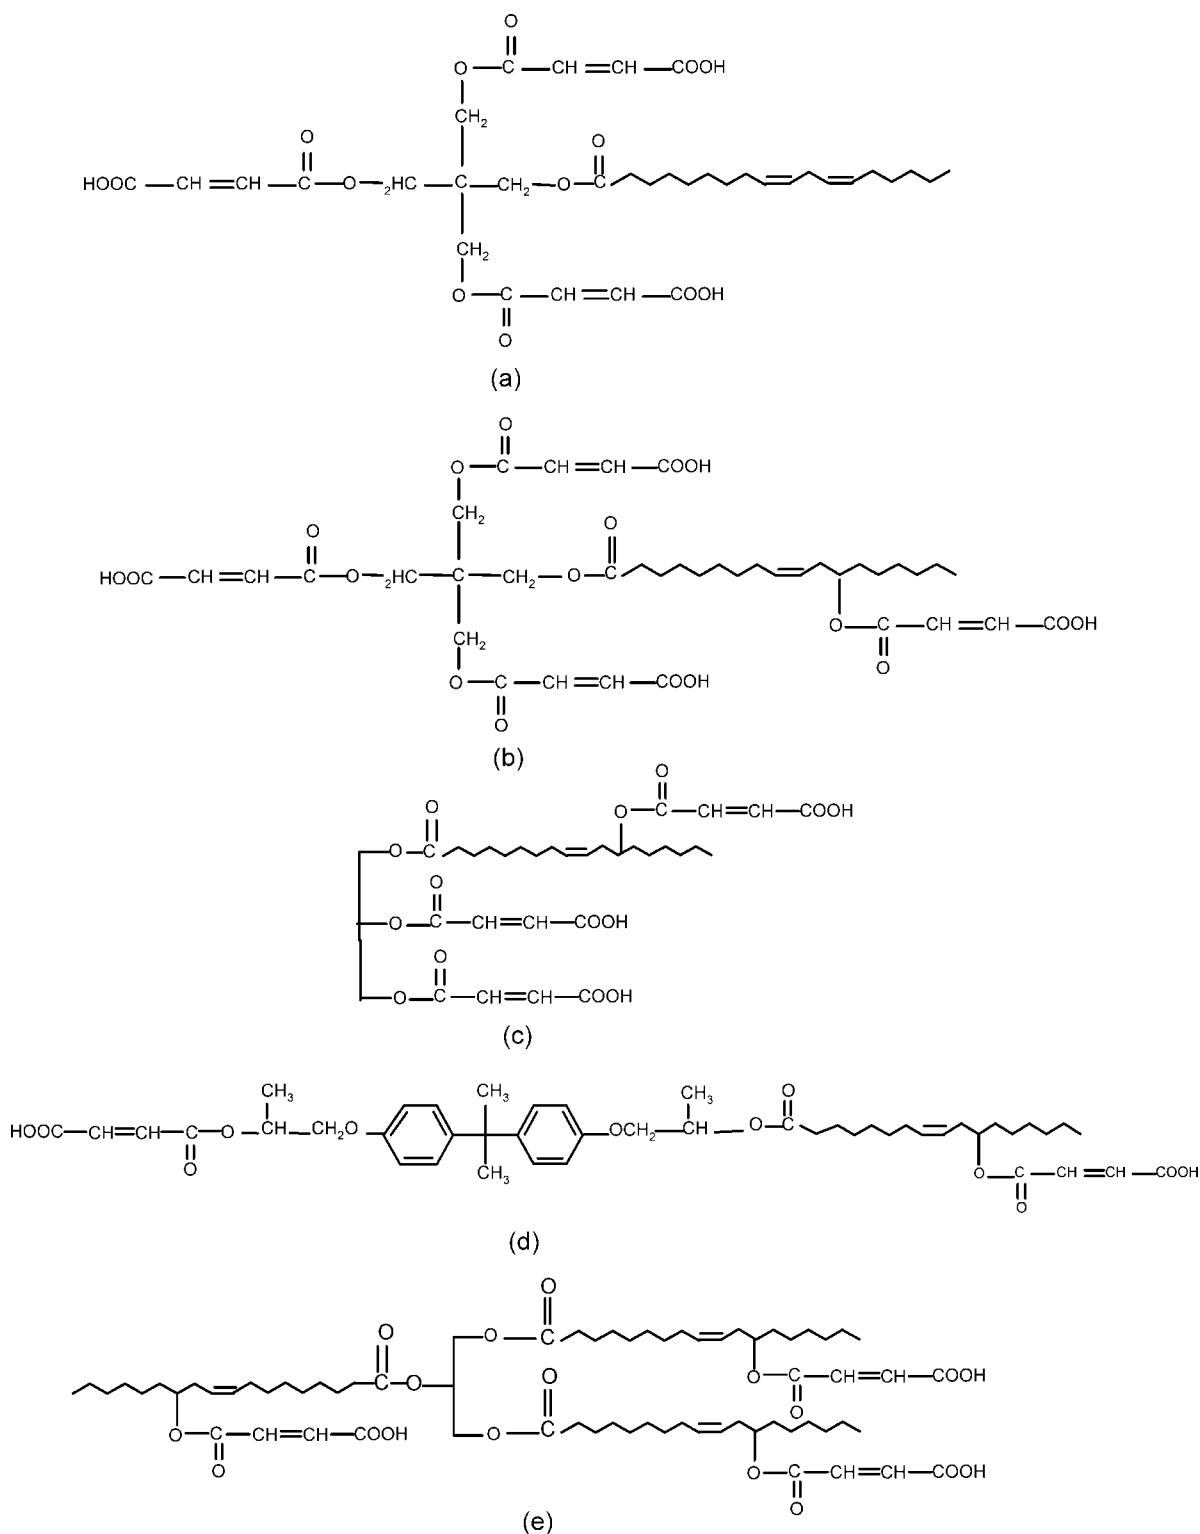 O
O C CH CH COOH
CH₂
O O
HOOC CH CH C O ₂HC C CH₂ O C
CH₂
O C CH CH COOH
O
(a)
O
O C CH CH COOH
CH₂
O O
HOOC CH CH C O ₂HC C CH₂ O C
CH₂ O C CH CH COOH
O
O C CH CH COOH
O
(b)
O
O O C CH CH COOH
O C
O
O C CH CH COOH
O
O C CH CH COOH
(c)
CH₃ CH₃ CH₃ O
HOOC CH CH C O CH CH₂O OCH₂ CH O C
O CH₃ O C CH CH COOH
O
(d)
O
O C
O O C CH CH COOH
C O O O
O C
O C CH CH COOH
O O C CH CH COOH
O
(e)